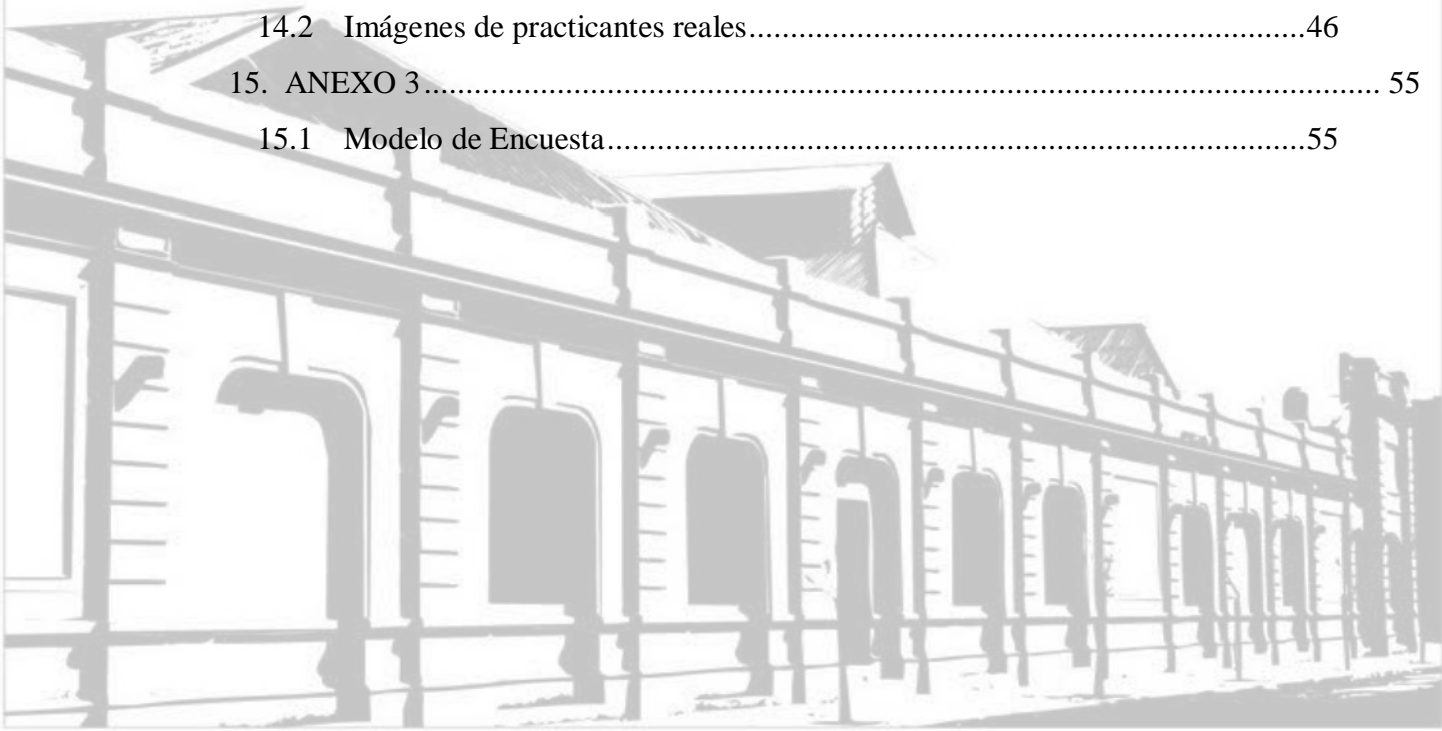 14.2 Imágenes de practicantes reales....................................................................46
15. ANEXO 3..................................................................................................................... 55
15.1 Modelo de Encuesta.....................................................................................55